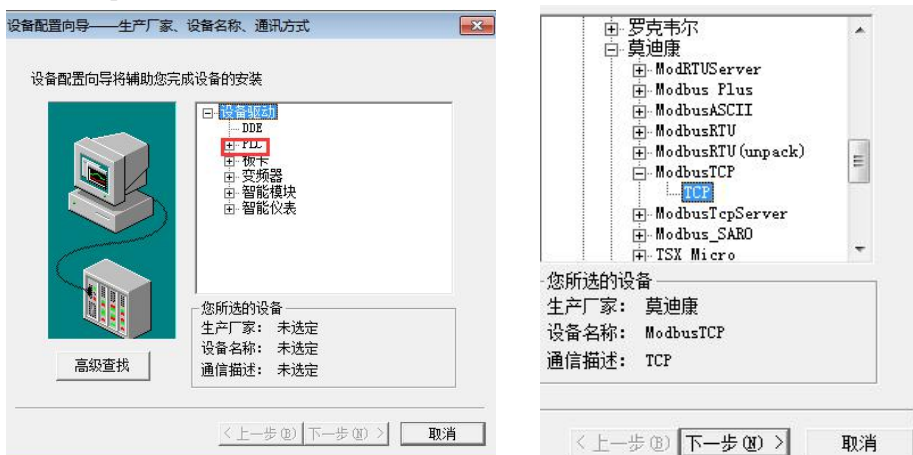 设备配置向导——生产厂家、设备名称、通讯方式
设备配置向导将辅助您完成设备的安装
设备驱动
DDE
PLC
板卡
变频器
智能模块
智能仪表
您所选的设备
生产厂家： 未选定
设备名称： 未选定
通信描述： 未选定
高级查找
<上一步(B) 下一步(N) > 取消
罗克韦尔
莫迪康
ModRTUServer
Modbus Plus
ModbusASCII
ModbusRTU
ModbusRTU(unpack)
ModbusTCP
TCP
ModbusTcpServer
Modbus_SARO
TSX Micro
您所选的设备
生产厂家： 莫迪康
设备名称： ModbusTCP
通信描述： TCP
<上一步(B) 下一步(N) > 取消